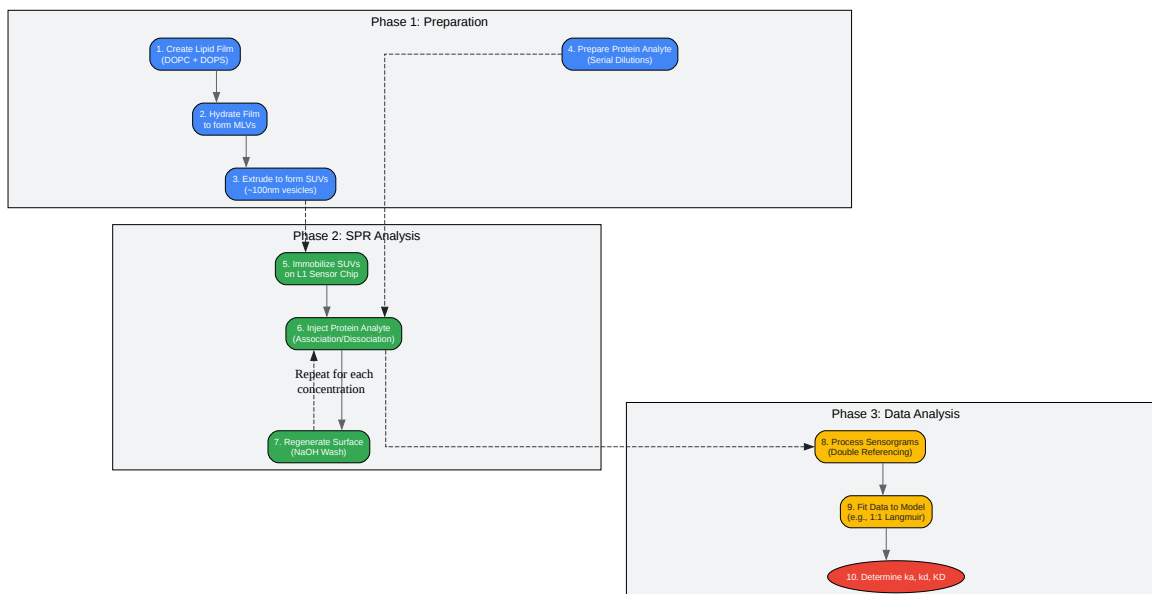 Phase 1: Preparation
1. Create Lipid Film
(DOPC + DOPS)
4. Prepare Protein Analyte
(Serial Dilutions)
2. Hydrate Film
to form MLVs
3. Extrude to form SUVs
(~100nm vesicles)
Phase 2: SPR Analysis
5. Immobilize SUVs
on L1 Sensor Chip
6. Inject Protein Analyte
(Association/Dissociation)
Repeat for each
concentration
7. Regenerate Surface
(NaOH Wash)
Phase 3: Data Analysis
8. Process Sensorgrams
(Double Referencing)
9. Fit Data to Model
(e.g., 1:1 Langmuir)
10. Determine ka, kd, KD